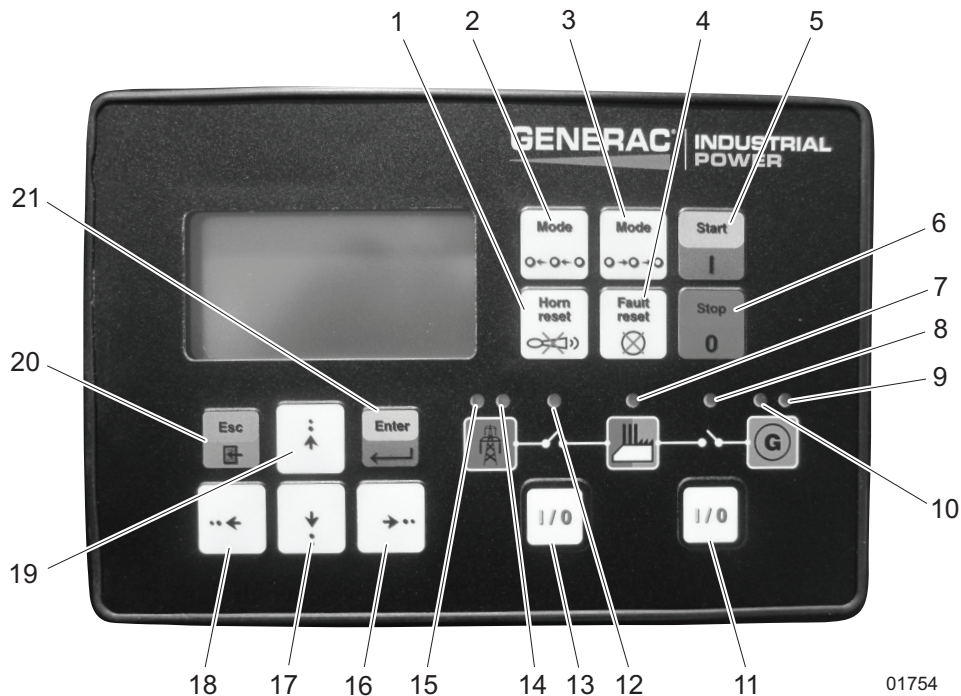 1 2 3 4 5
GENERAC INDUSTRIAL
POWER
21
Mode Mode Start
I
6
Horn
reset
Fault
reset
Stop
0
7
8
9
20
Esc
Enter
G
10
I / 0 I / 0
19
18 17 16 15 14 13 12 11
01754